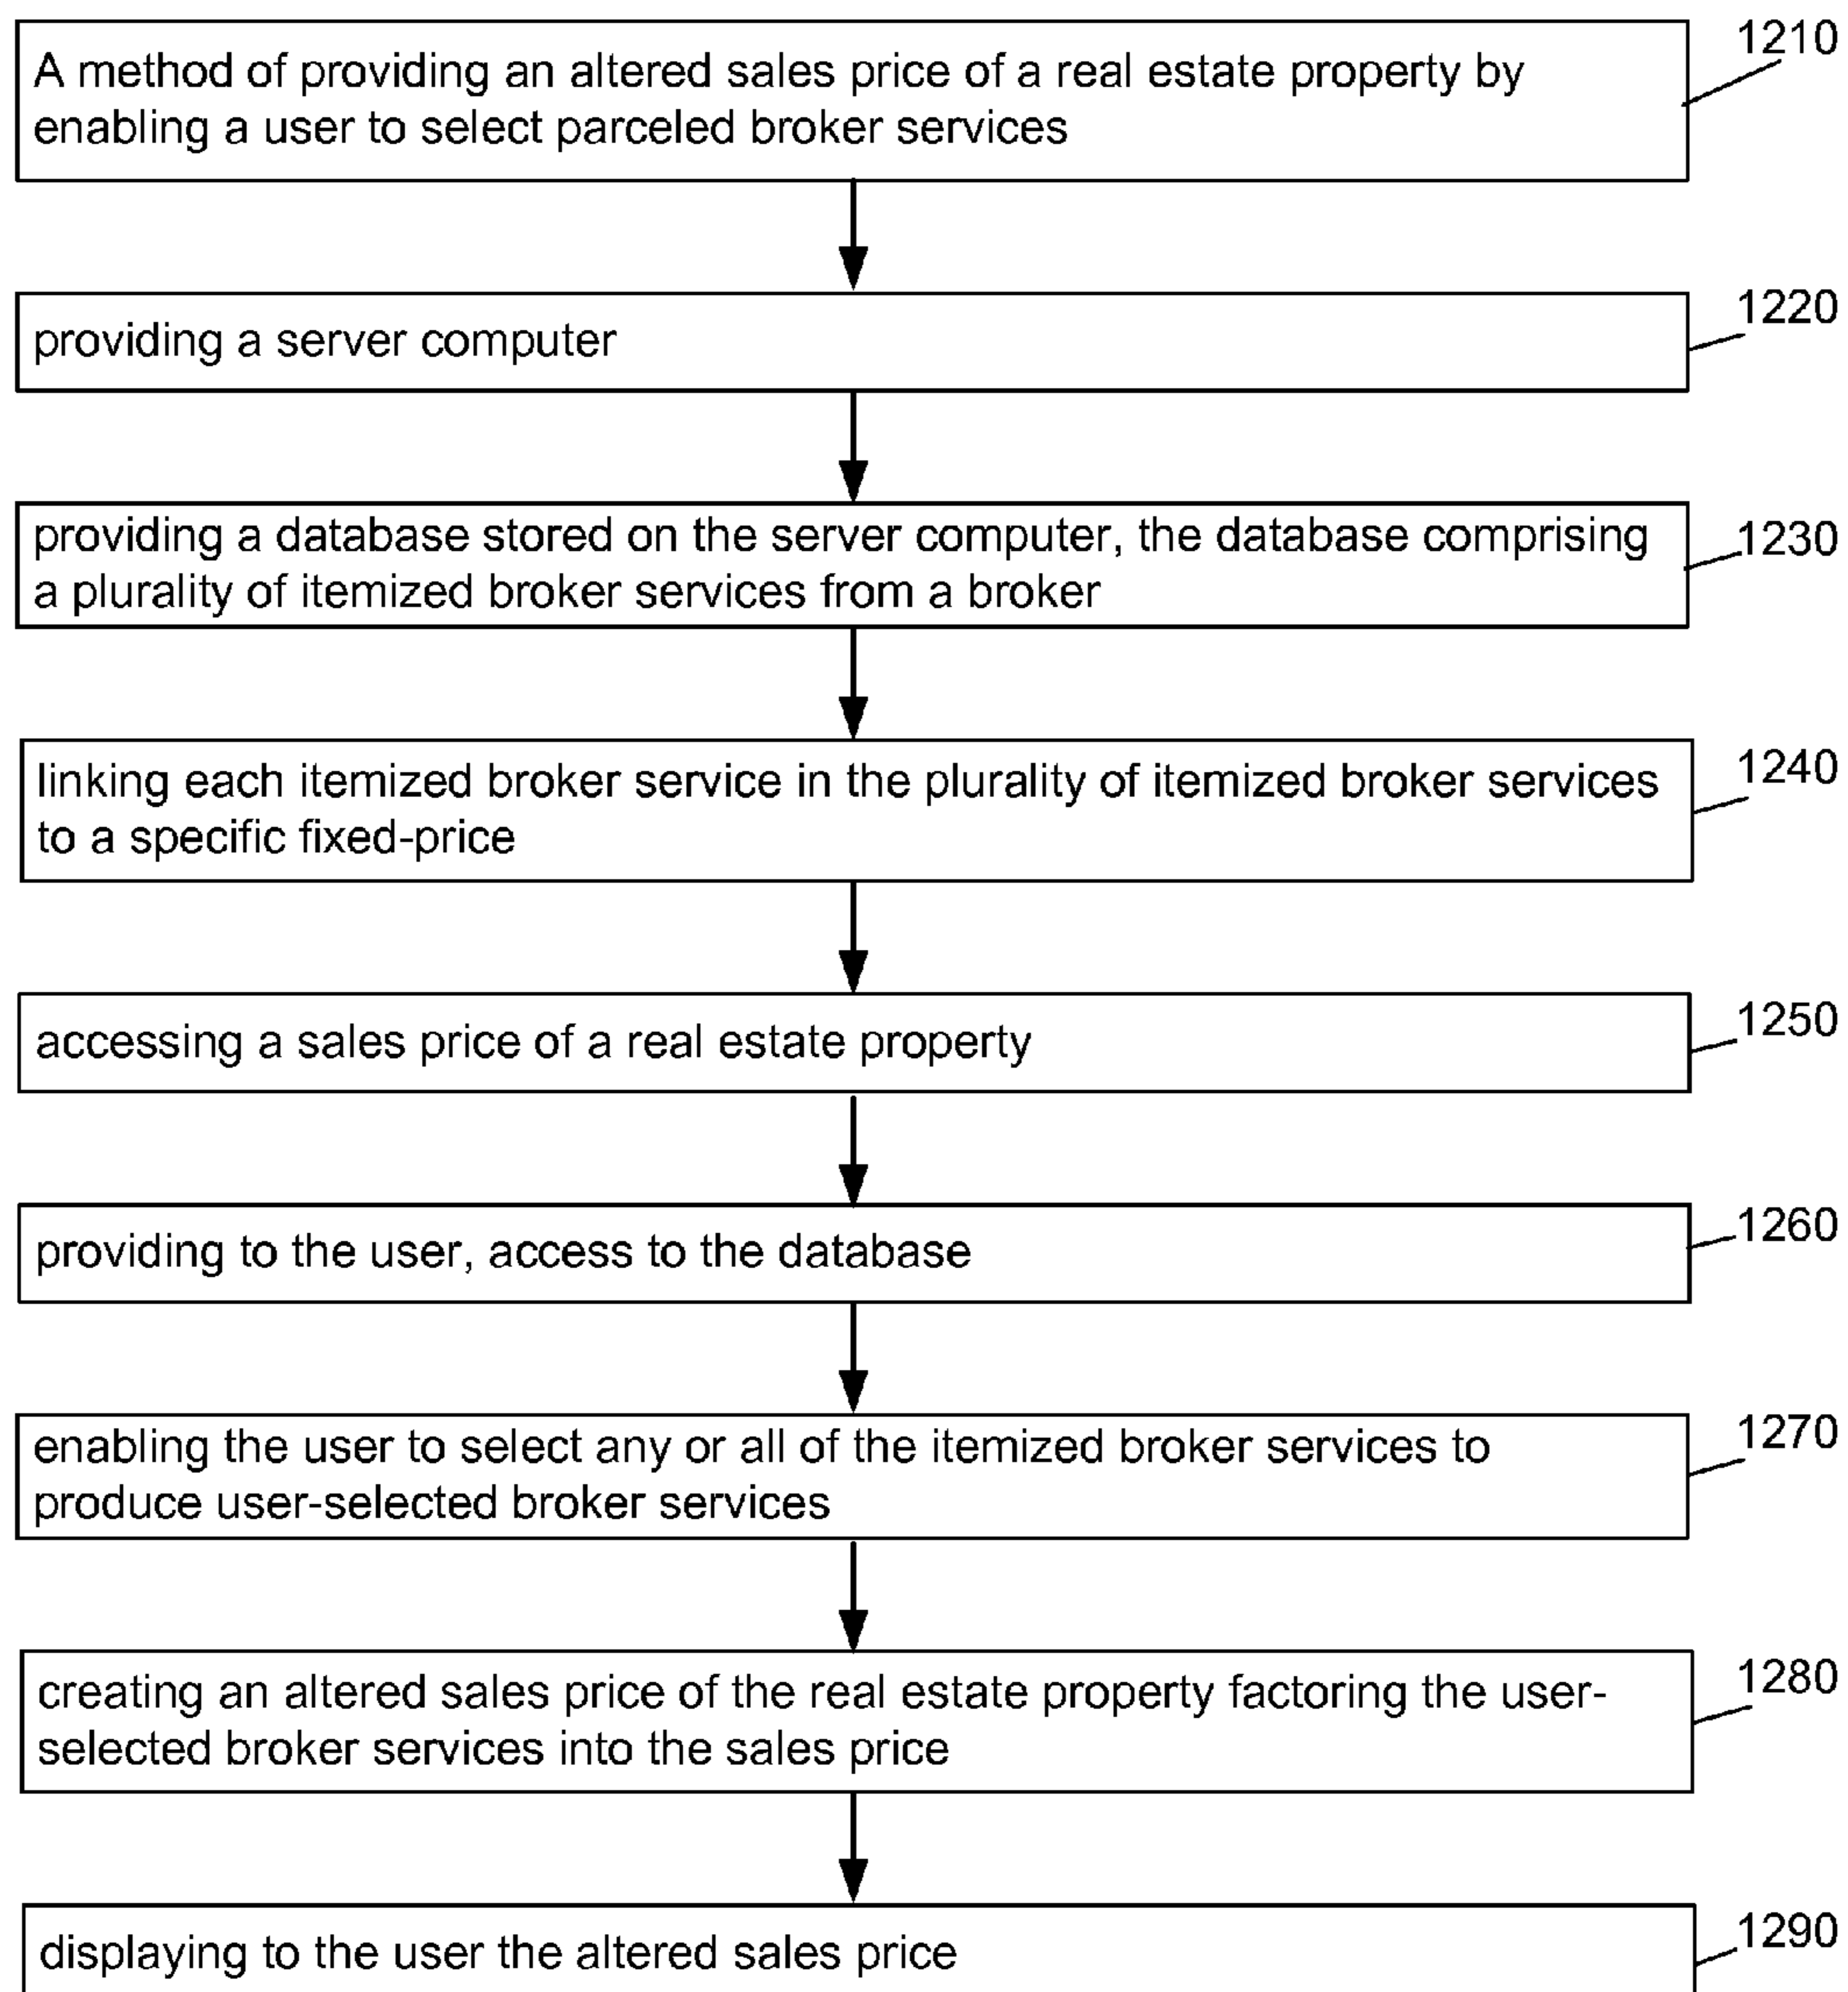 1210
A method of providing an altered sales price of a real estate property by
enabling a user to select parceled broker services
1220
providing a server computer
1230
providing a database stored on the server computer, the database comprising
a plurality of itemized broker services from a broker
1240
linking each itemized broker service in the plurality of itemized broker services
to a specific fixed-price
1250
accessing a sales price of a real estate property
1260
providing to the user, access to the database
1270
enabling the user to select any or all of the itemized broker services to
produce user-selected broker services
1280
creating an altered sales price of the real estate property factoring the user-
selected broker services into the sales price
1290
displaying to the user the altered sales price